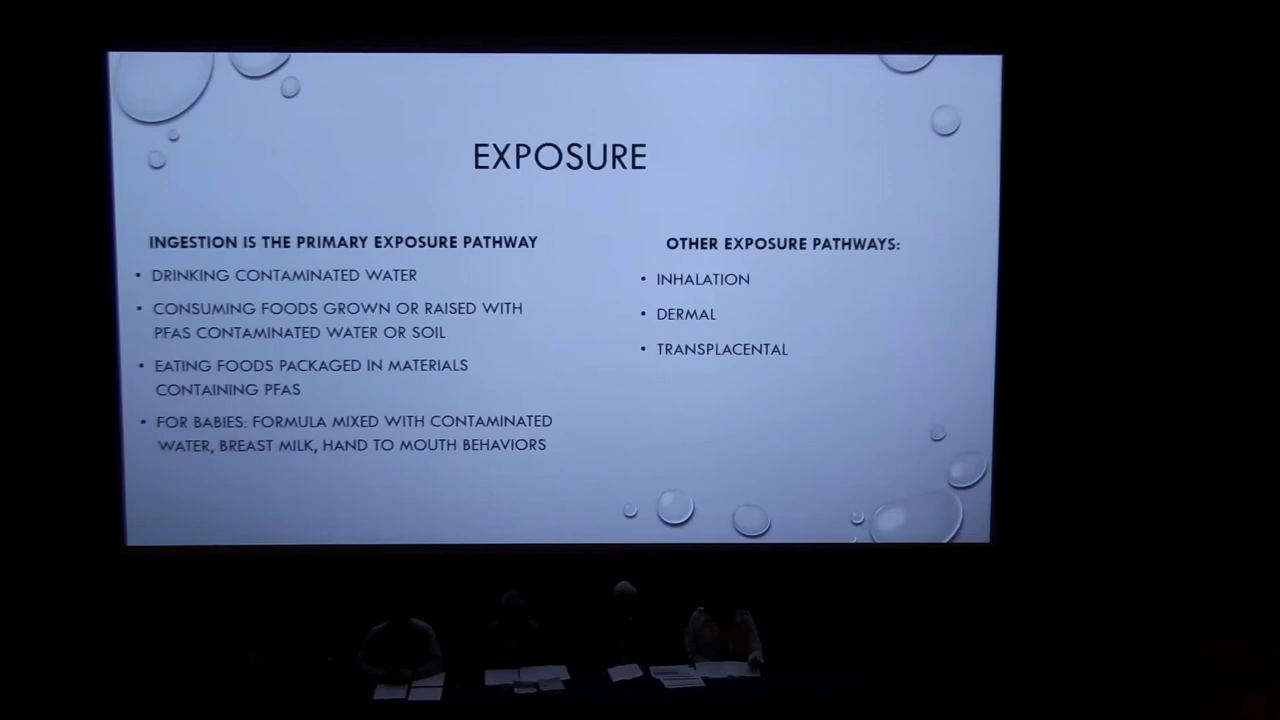 EXPOSURE
INGESTION IS THE PRIMARY EXPOSURE PATHWAY
• DRINKING CONTAMINATED WATER
• CONSUMING FOODS GROWN OR RAISED WITH
PFAS CONTAMINATED WATER OR SOIL
• EATING FOODS PACKAGED IN MATERIALS
CONTAINING PFAS
• FOR BABIES: FORMULA MIXED WITH CONTAMINATED
WATER, BREAST MILK, HAND TO MOUTH BEHAVIORS
OTHER EXPOSURE PATHWAYS:
• INHALATION
• DERMAL
• TRANSPLACENTAL